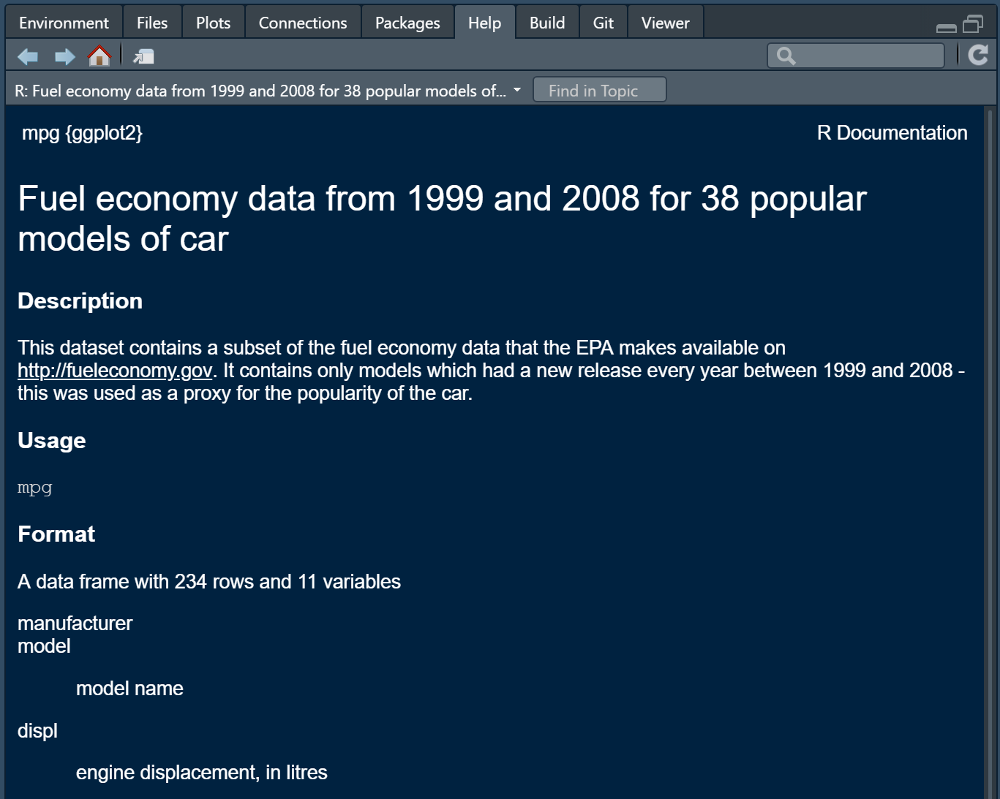 Environment Files Plots Connections Packages Help Build Git Viewer
R: Fuel economy data from 1999 and 2008 for 38 popular models of... Find in Topic
mpg {ggplot2} R Documentation
Fuel economy data from 1999 and 2008 for 38 popular
models of car
Description
This dataset contains a subset of the fuel economy data that the EPA makes available on
http://fueleconomy.gov. It contains only models which had a new release every year between 1999 and 2008 -
this was used as a proxy for the popularity of the car.
Usage
mpg
Format
A data frame with 234 rows and 11 variables
manufacturer
model
model name
displ
engine displacement, in litres